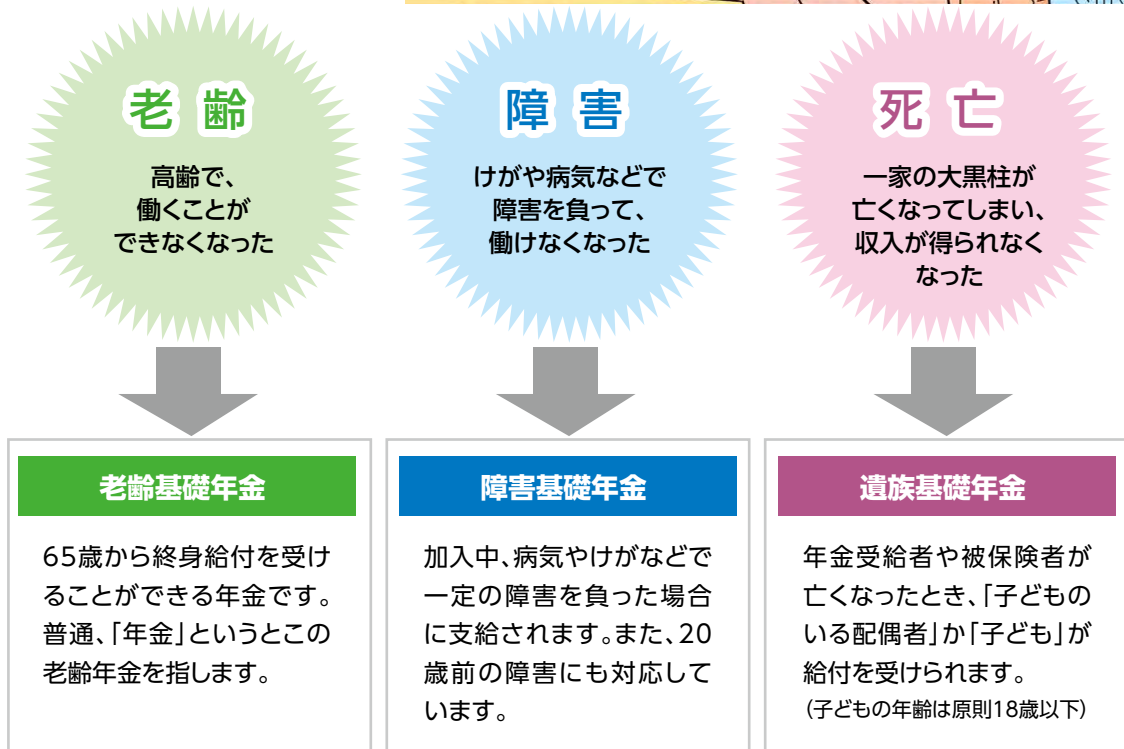 老齢
高齢で、
働くことが
できなくなった
障害
けがや病気などで
障害を負って、
働けなくなった
死亡
一家の大黒柱が
亡くなってしまい、
収入が得られなく
なった
老齢基礎年金
65歳から終身給付を受け
ることができる年金です。
普通、「年金」というとこの
老齢年金を指します。
障害基礎年金
加入中、病気やけがなどで
一定の障害を負った場合
に支給されます。また、20
歳前の障害にも対応して
います。
遺族基礎年金
年金受給者や被保険者が
亡くなったとき、「子どもの
いる配偶者」か「子ども」が
給付を受けられます。
(子どもの年齢は原則18歳以下)